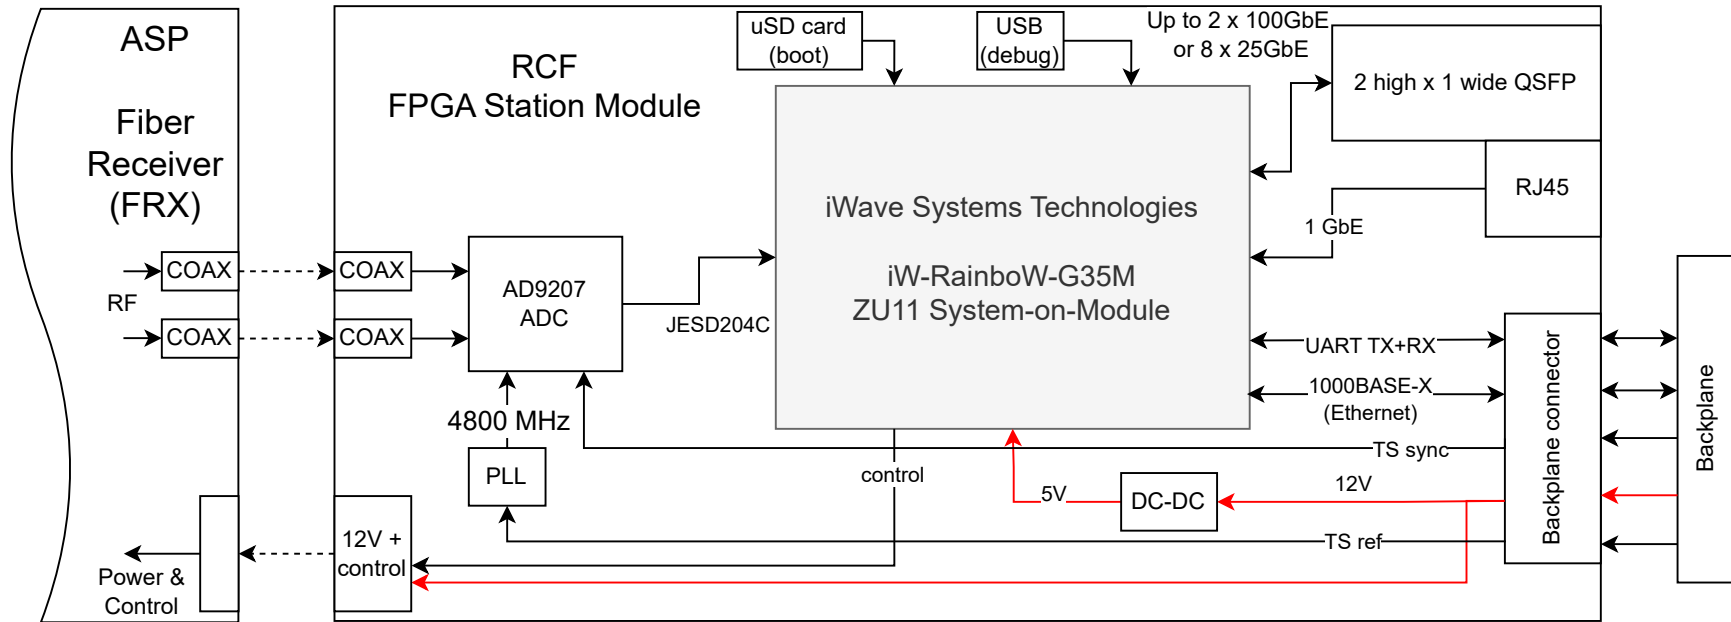 ASP
Fiber
Receiver
(FRX)
RF
COAX
COAX
Power &
Control
RCF
FPGA Station Module
COAX
COAX
12V +
control
AD9207
ADC
JESD204C
4800 MHz
PLL
uSD card
(boot)
USB
(debug)
Up to 2 x 100GbE
or 8 x 25GbE
2 high x 1 wide QSFP
RJ45
1 GbE
iWave Systems Technologies
iW-RainboW-G35M
ZU11 System-on-Module
UART TX+RX
1000BASE-X
(Ethernet)
TS sync
control
5V
DC-DC
12V
TS ref
Backplane connector
Backplane